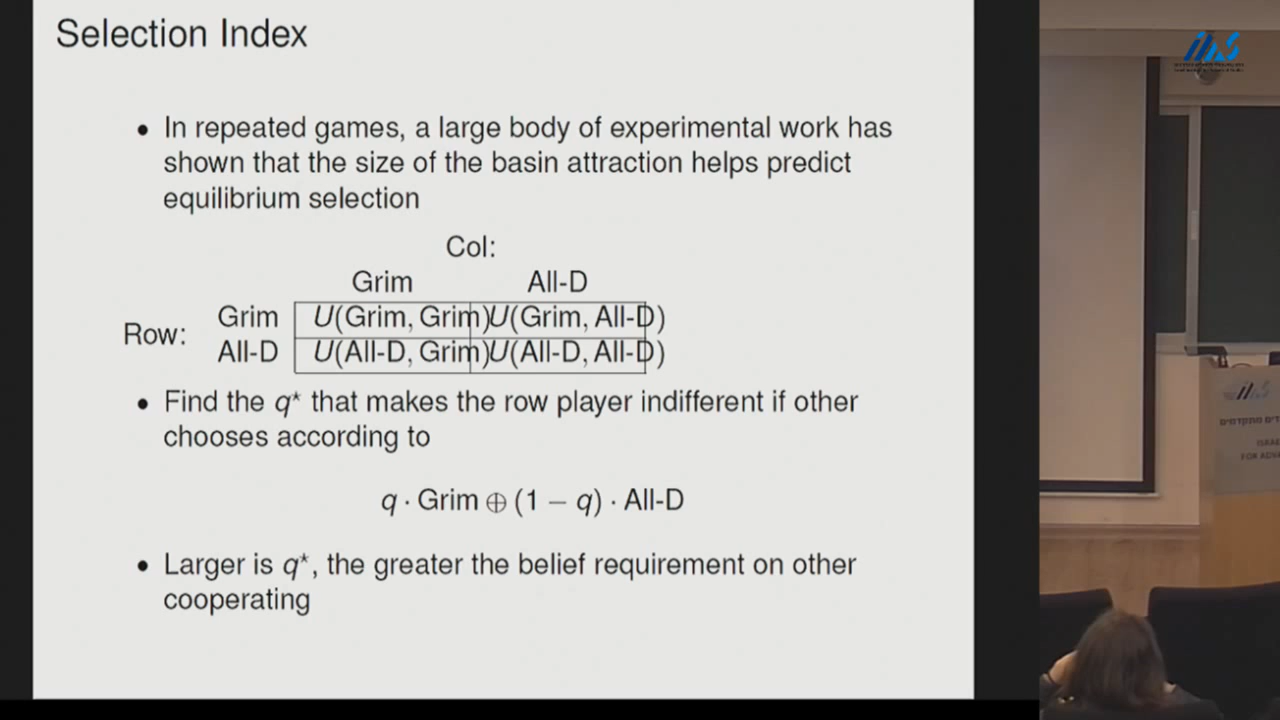 Selection Index
• In repeated games, a large body of experimental work has
shown that the size of the basin attraction helps predict
equilibrium selection
Col:
Grim All-D
Row: Grim U(Grim, Grim) U(Grim, All-D)
All-D U(All-D, Grim) U(All-D, All-D)
• Find the q* that makes the row player indifferent if other
chooses according to
q · Grim ⊕ (1 − q) · All-D
• Larger is q*, the greater the belief requirement on other
cooperating